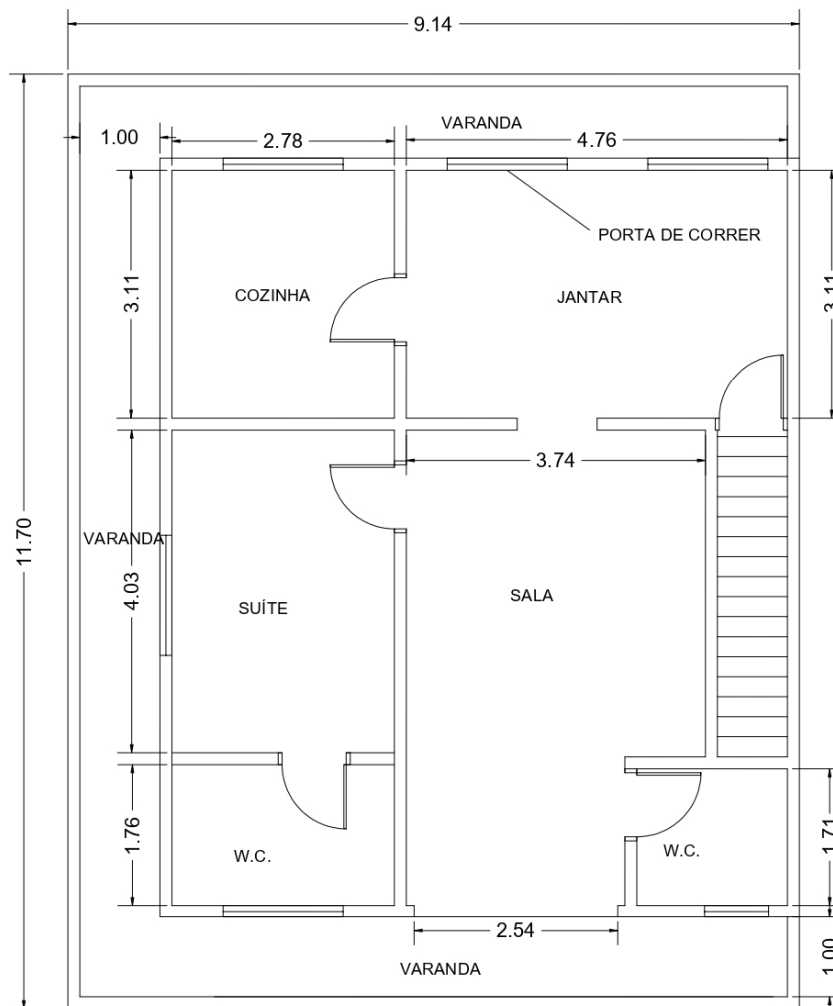 9.14
1.00
2.78
VARANDA
4.76
PORTA DE CORRER
3.11
COZINHA
JANTAR
3.11
3.74
11.70
VARANDA
4.03
SUÍTE
SALA
1.76
W.C.
W.C.
1.71
2.54
VARANDA
1.00